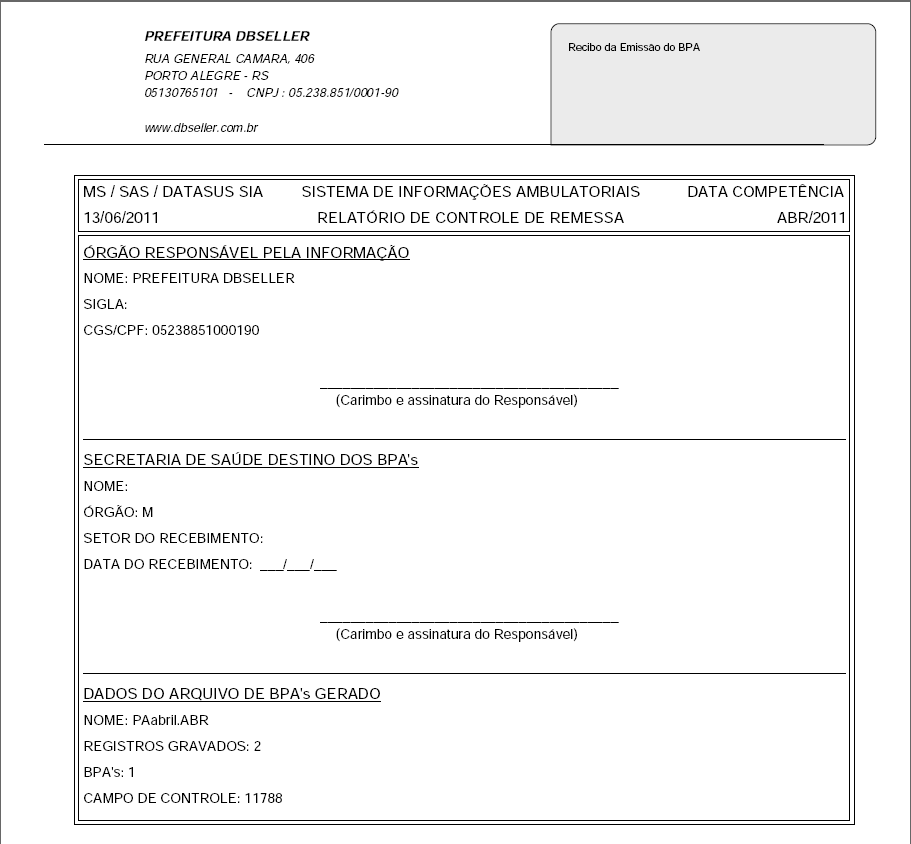 PREFEITURA DBSELLER
RUA GENERAL CAMARA, 406
PORTO ALEGRE - RS
05130765101 - CNPJ : 05.238.851/0001-90
www.dbseller.com.br
Recibo da Emissão do BPA
MS / SAS / DATASUS SIA SISTEMA DE INFORMAÇÕES AMBULATORIAIS DATA COMPETÊNCIA
13/06/2011 RELATÓRIO DE CONTROLE DE REMESSA ABR/2011
ÓRGÃO RESPONSÁVEL PELA INFORMAÇÃO
NOME: PREFEITURA DBSELLER
SIGLA:
CGS/CPF: 05238851000190
(Carimbo e assinatura do Responsável)
SECRETARIA DE SAÚDE DESTINO DOS BPA's
NOME:
ÓRGÃO: M
SETOR DO RECEBIMENTO:
DATA DO RECEBIMENTO: ___/___/___
(Carimbo e assinatura do Responsável)
DADOS DO ARQUIVO DE BPA's GERADO
NOME: PAabril.ABR
REGISTROS GRAVADOS: 2
BPA's: 1
CAMPO DE CONTROLE: 11788